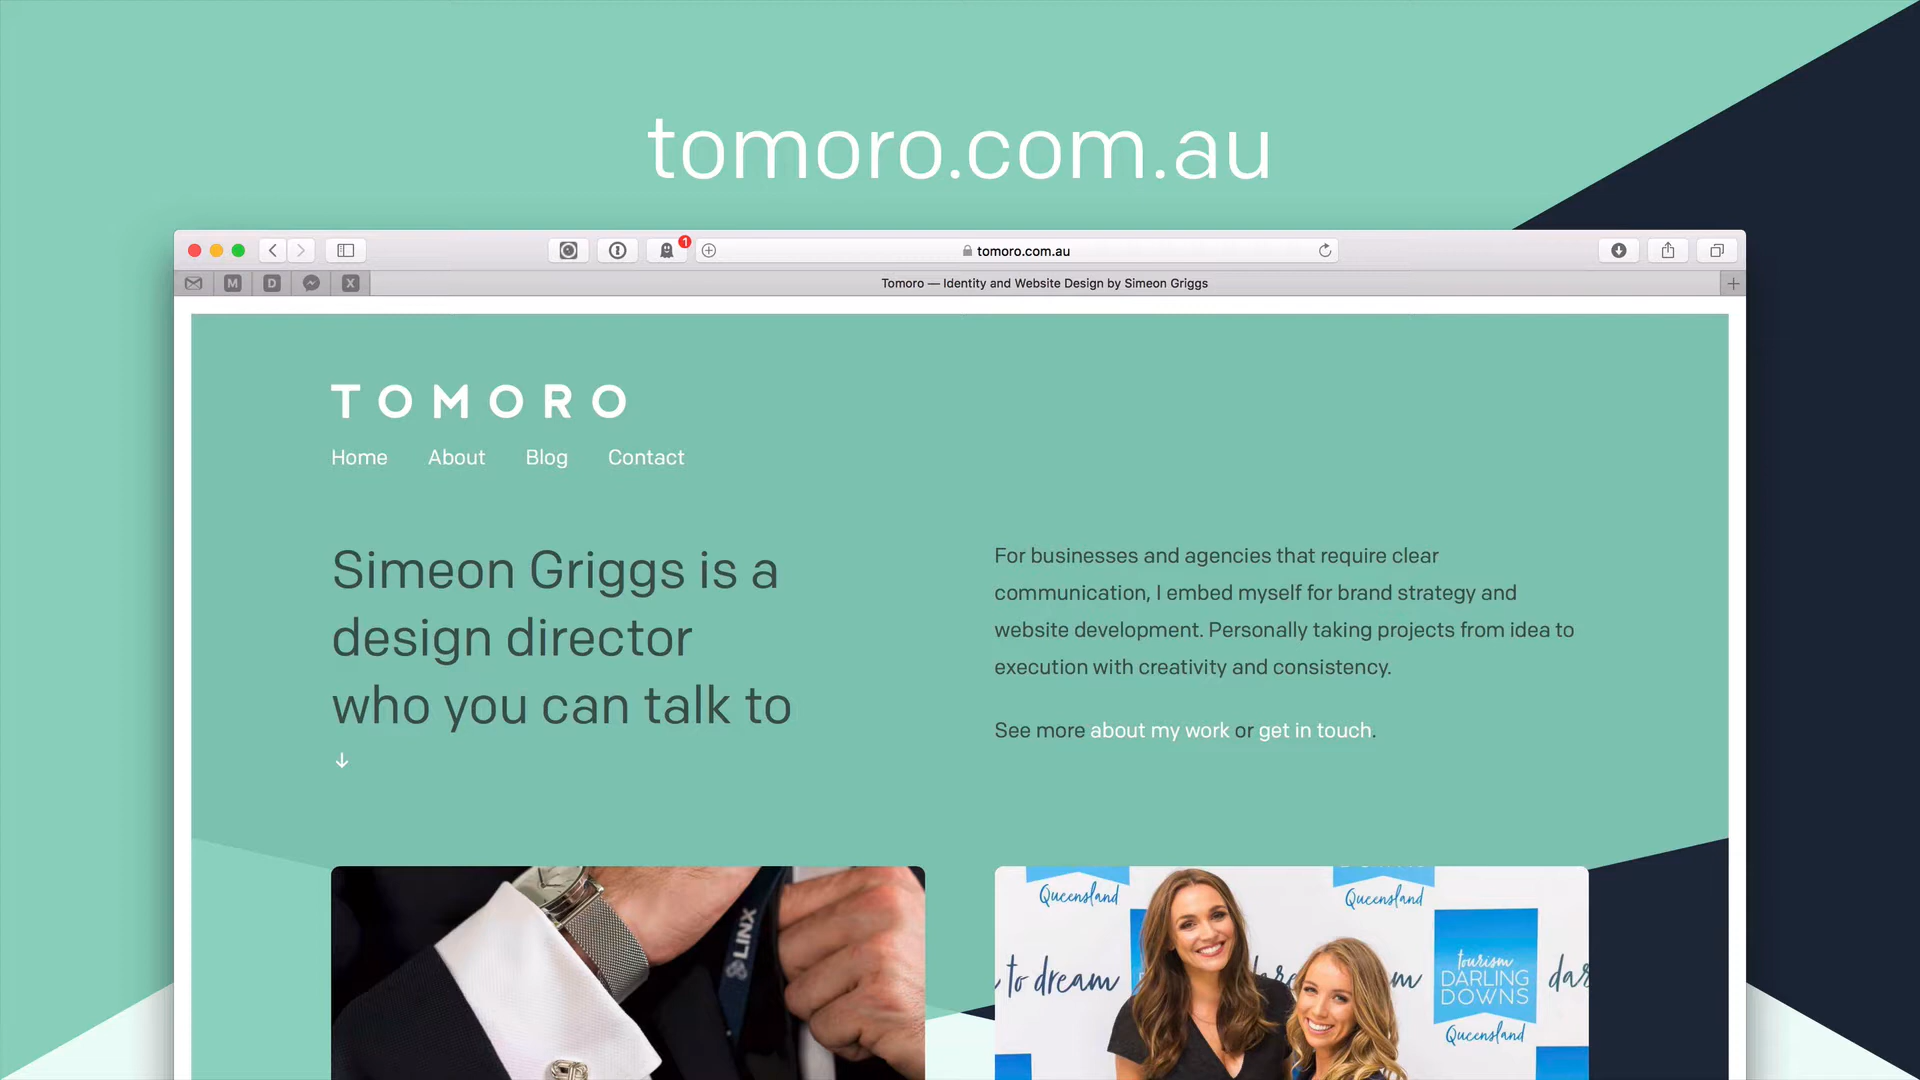 tomoro.com.au
1
tomoro.com.au
M
D
X
Tomoro — Identity and Website Design by Simeon Griggs
TOMORO
Home About Blog Contact
Simeon Griggs is a
design director
who you can talk to
For businesses and agencies that require clear
communication, I embed myself for brand strategy and
website development. Personally taking projects from idea to
execution with creativity and consistency.
See more about my work or get in touch.
LINX
Queensland
Queensland
to dream
tourism
DARLING
DOWNS
Queensland